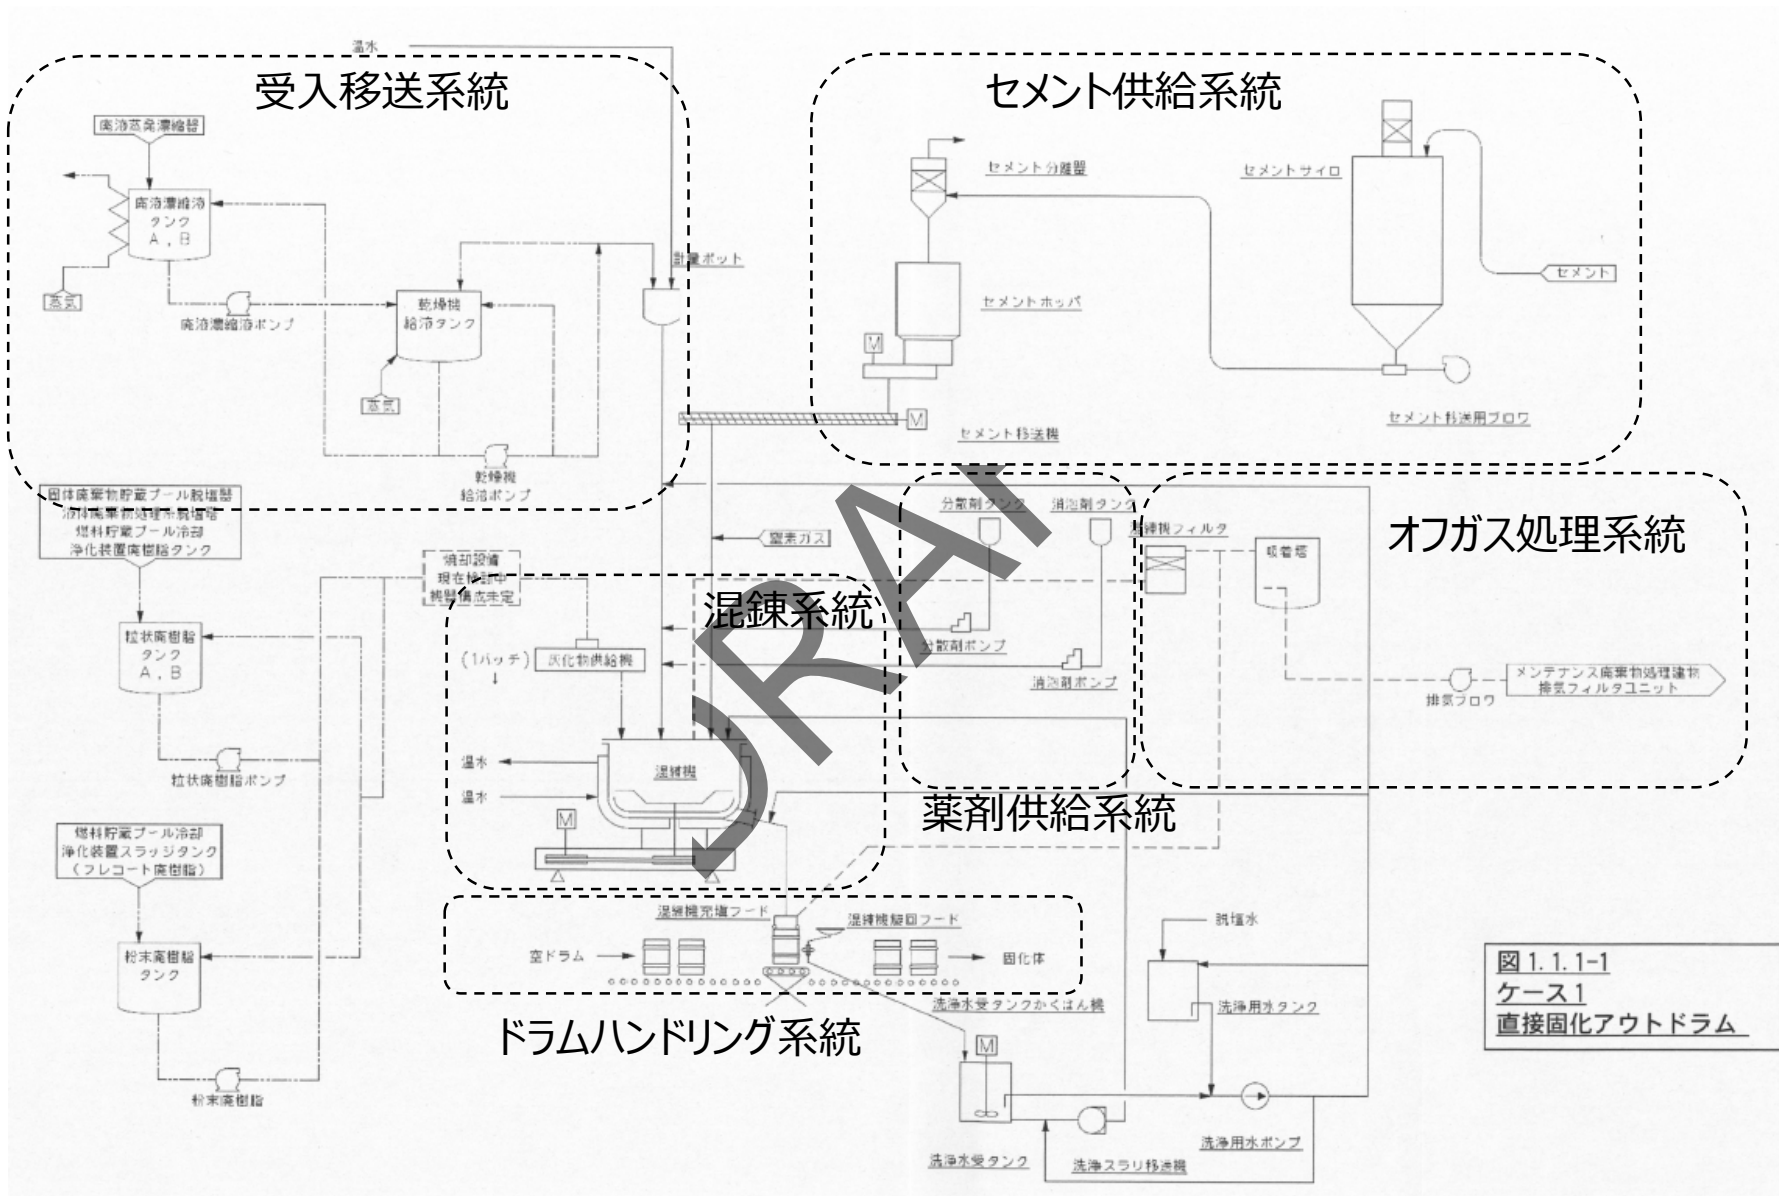 温水
受入移送系統
セメント供給系統
廃液蒸発濃縮器
廃液濃縮液
タンク
A , B
蒸気
廃液濃縮液ポンプ
乾燥機
給液タンク
蒸気
計量ポット
乾燥機
給液ポンプ
セメント分離器
セメントサイロ
セメント
セメントホッパ
M
M
セメント移送機
セメント移送用ブロワ
固体廃棄物貯蔵プール脱塩器
液体廃棄物処理系脱塩塔
燃料貯蔵プール冷却
浄化装置廃樹脂タンク
焼却設備
現在検討中
機器構成未定
窒素ガス
分散剤タンク
消泡剤タンク
混練機フィルタ
吸着塔
オフガス処理系統
混錬系統
粒状廃樹脂
タンク
A , B
(1バッチ)
↓
灰化物供給機
分散剤ポンプ
消泡剤ポンプ
排気ブロワ
メンテナンス廃棄物処理建物
排気フィルタユニット
粒状廃樹脂ポンプ
温水
温水
混練機
M
薬剤供給系統
燃料貯蔵プール冷却
浄化装置スラッジタンク
(プレコート廃樹脂)
混練機充填フード
混練機旋回フード
空ドラム
固化体
粉末廃樹脂
タンク
粉末廃樹脂
ドラムハンドリング系統
洗浄水受タンクかくはん機
M
脱塩水
洗浄用水タンク
洗浄用水ポンプ
洗浄水受タンク
洗浄スラリ移送機
図 1. 1. 1-1
ケース1
直接固化アウトドラム
DRAF